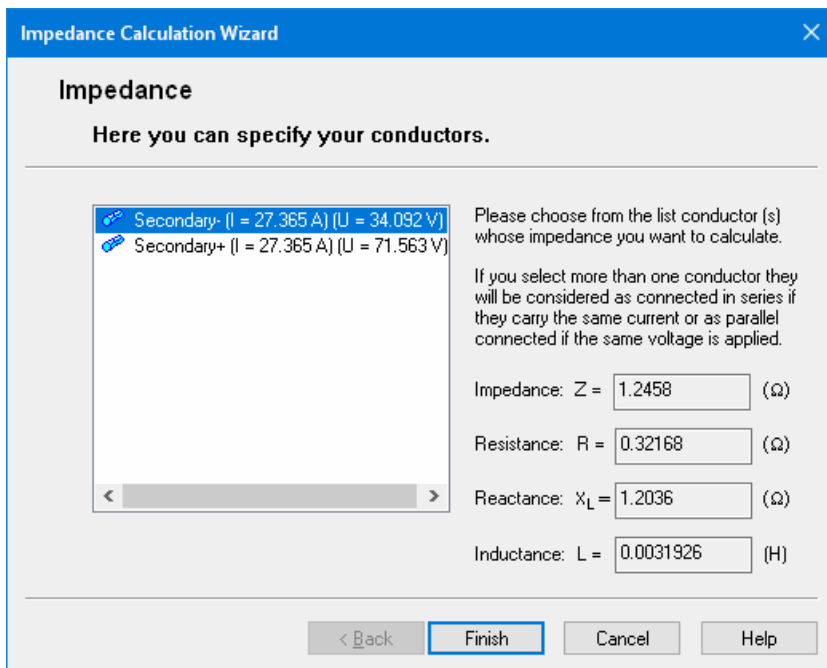 Impedance Calculation Wizard
Impedance
Here you can specify your conductors.
Secondary- (I = 27.365 A) (U = 34.092 V)
Secondary+ (I = 27.365 A) (U = 71.563 V)
Please choose from the list conductor (s)
whose impedance you want to calculate.
If you select more than one conductor they
will be considered as connected in series if
they carry the same current or as parallel
connected if the same voltage is applied.
Impedance: Z = 1.2458 (Ω)
Resistance: R = 0.32168 (Ω)
Reactance: XL = 1.2036 (Ω)
Inductance: L = 0.0031926 (H)
< Back Finish Cancel Help